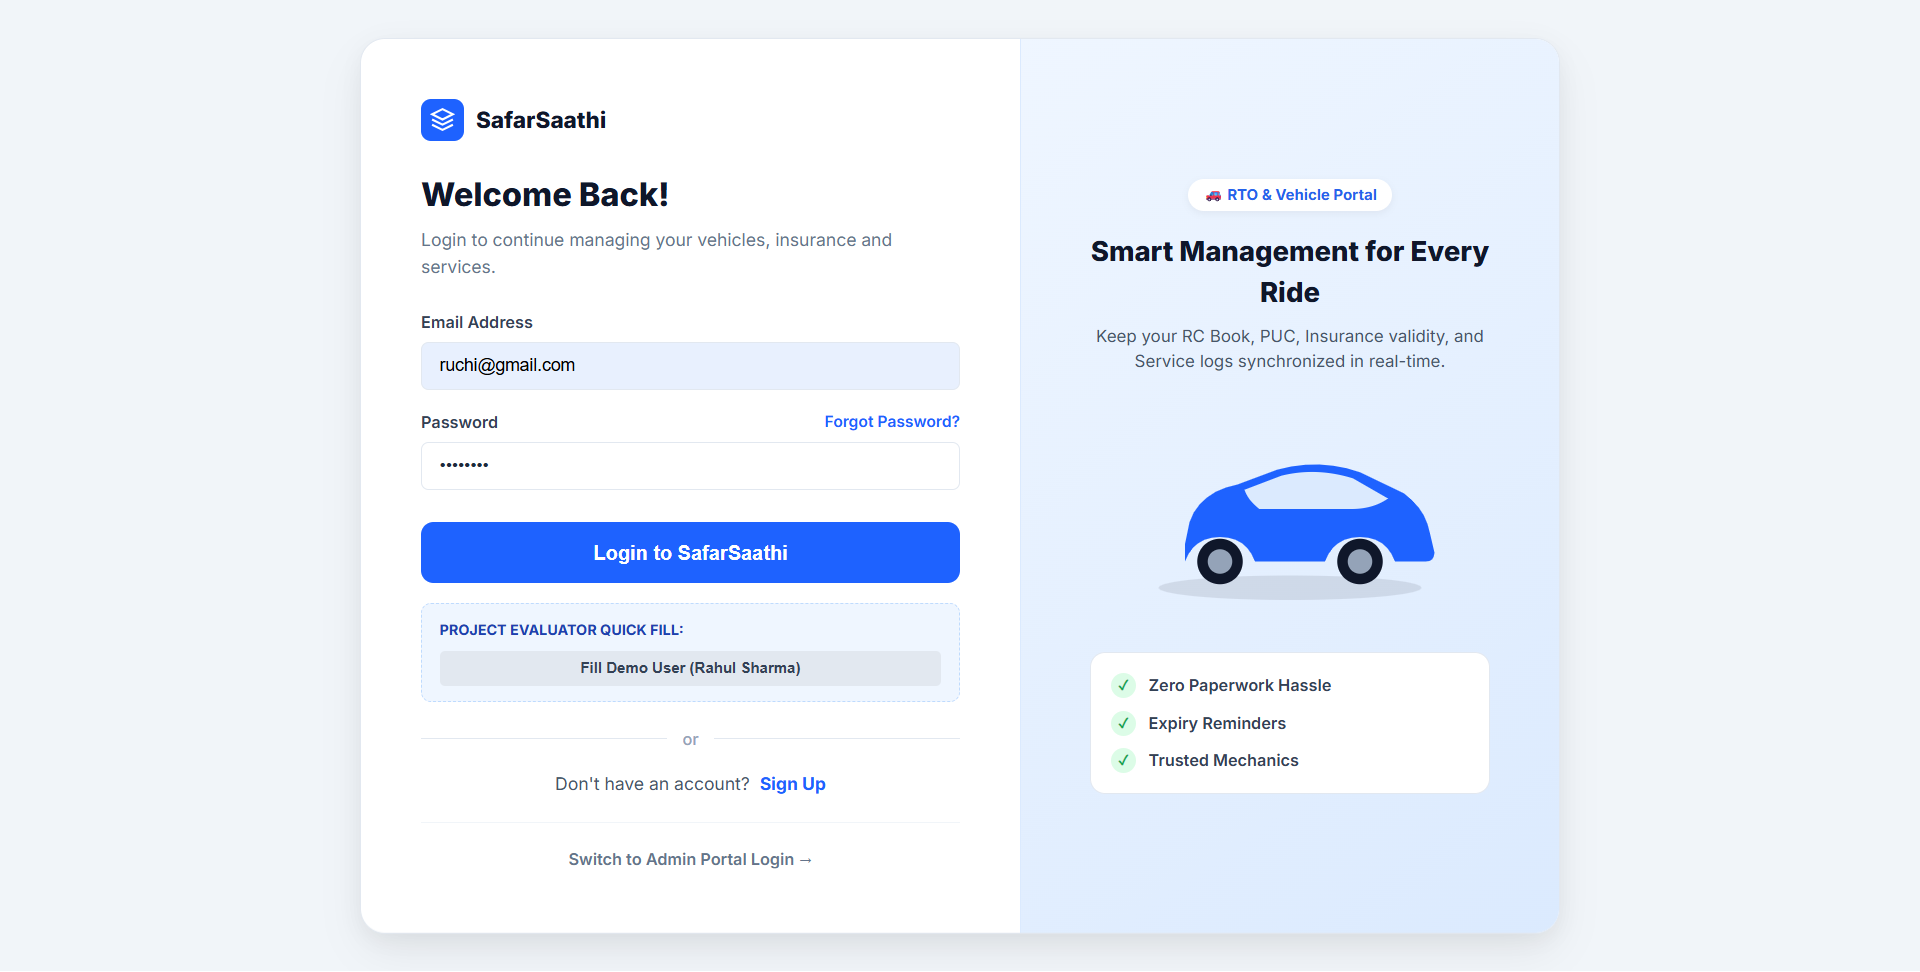 SafarSaathi
Welcome Back!
Login to continue managing your vehicles, insurance and
services.
Email Address
ruchi@gmail.com
Password
Forgot Password?
••••••••
Login to SafarSaathi
PROJECT EVALUATOR QUICK FILL:
Fill Demo User (Rahul Sharma)
or
Don't have an account? Sign Up
Switch to Admin Portal Login →
RTO & Vehicle Portal
Smart Management for Every
Ride
Keep your RC Book, PUC, Insurance validity, and
Service logs synchronized in real-time.
✓ Zero Paperwork Hassle
✓ Expiry Reminders
✓ Trusted Mechanics